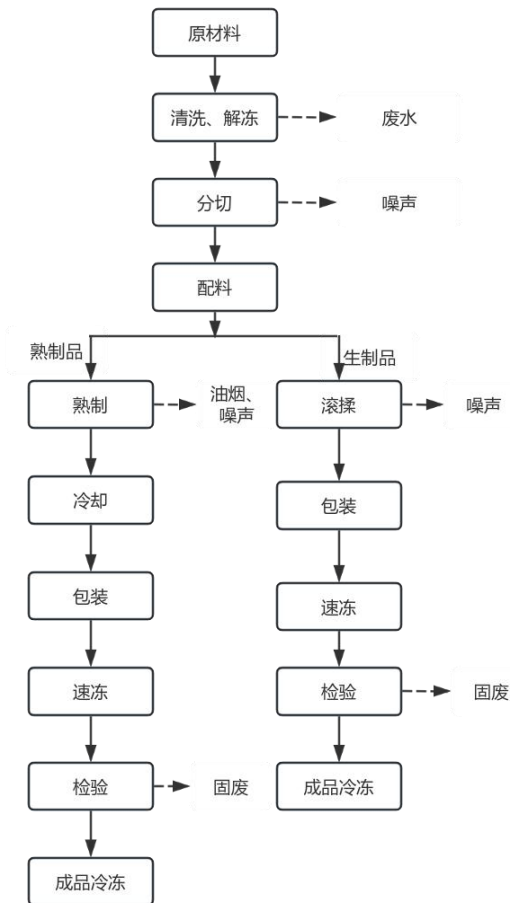 原材料
清洗、解冻
废水
分切
噪声
配料
熟制品
生制品
熟制
油烟、
噪声
滚揉
噪声
冷却
包装
包装
速冻
速冻
检验
固废
检验
固废
成品冷冻
成品冷冻